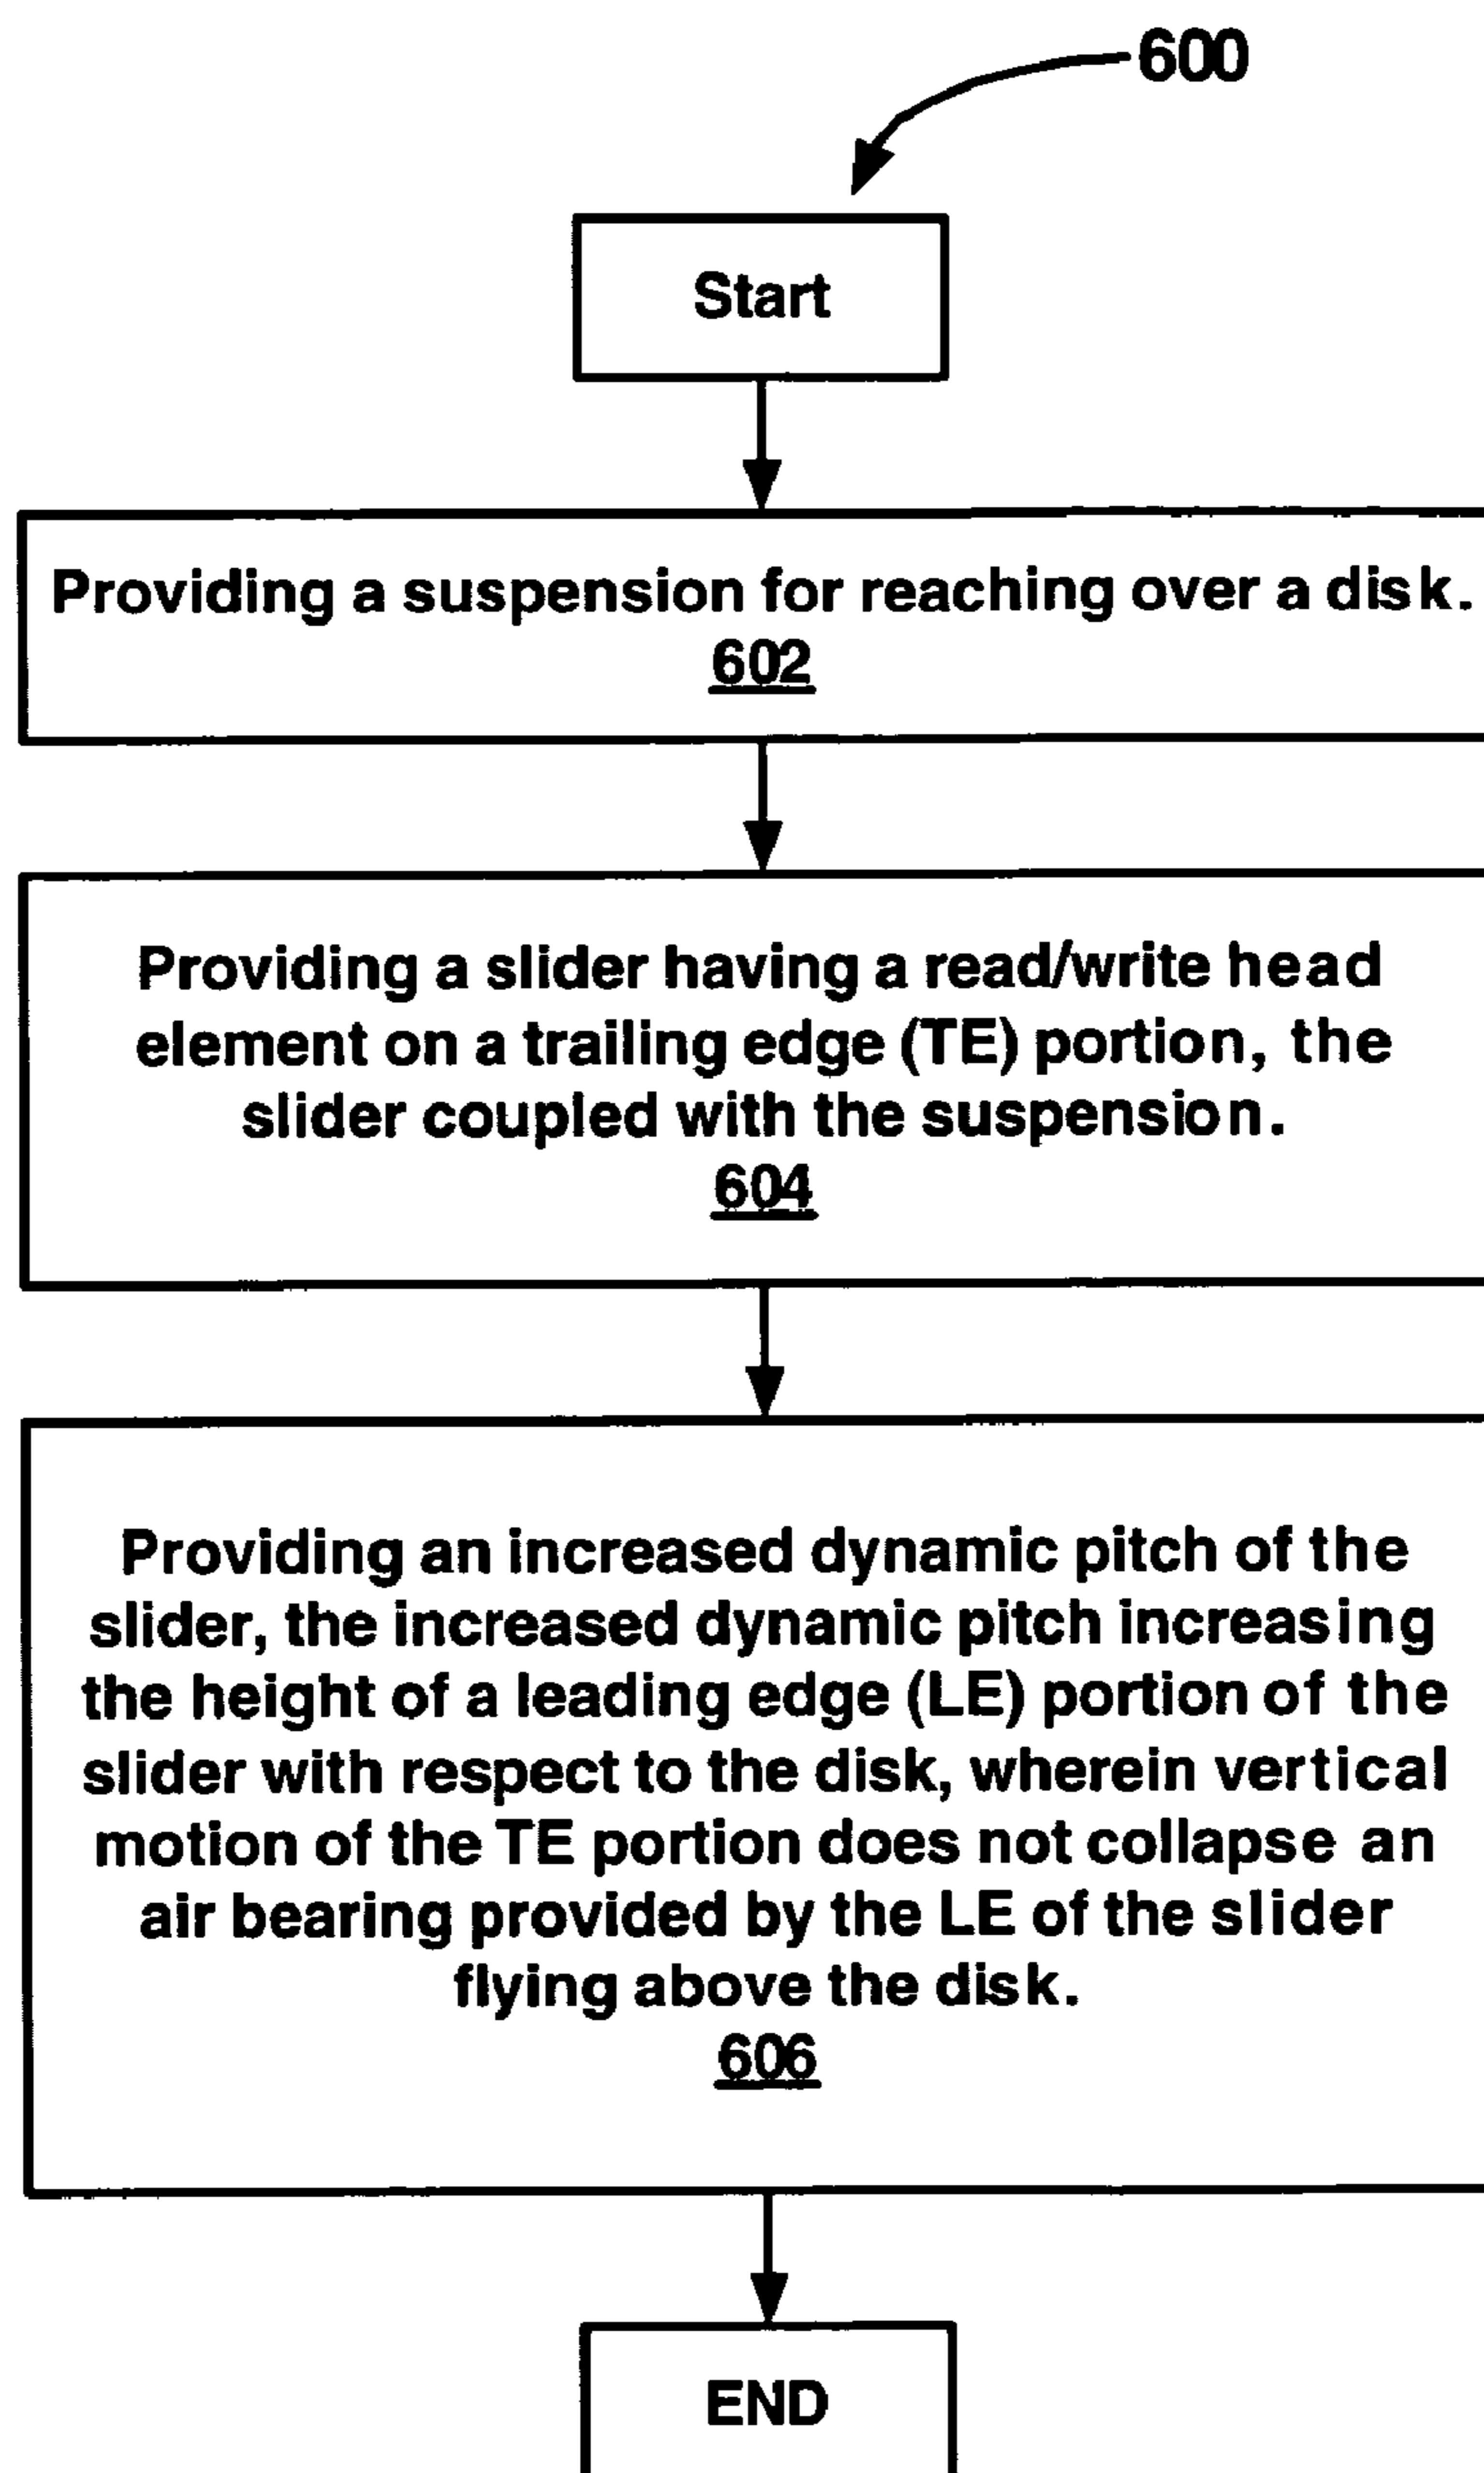 600
Start
Providing a suspension for reaching over a disk.
602
Providing a slider having a read/write head
element on a trailing edge (TE) portion, the
slider coupled with the suspension.
604
Providing an increased dynamic pitch of the
slider, the increased dynamic pitch increasing
the height of a leading edge (LE) portion of the
slider with respect to the disk, wherein vertical
motion of the TE portion does not collapse an
air bearing provided by the LE of the slider
flying above the disk.
606
END